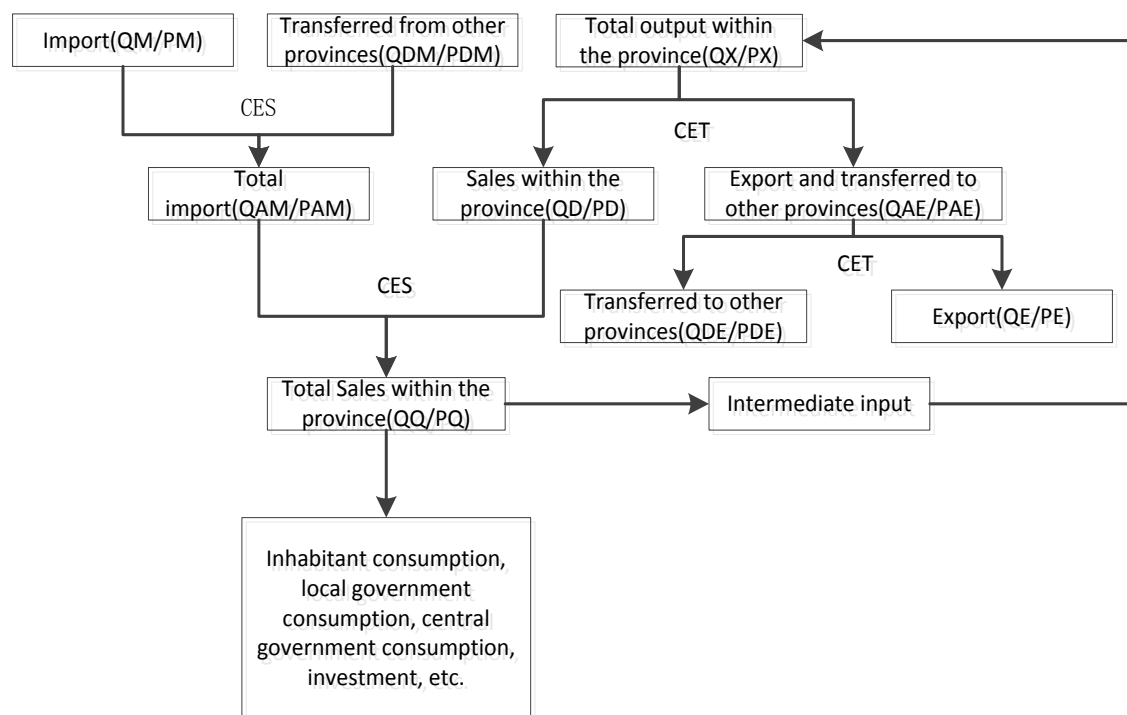 Import(QM/PM)
Transferred from other
provinces(QDM/PDM)
Total output within
the province(QX/PX)
CES
CET
Total
import(QAM/PAM)
Sales within the
province(QD/PD)
Export and transferred to
other provinces(QAE/PAE)
CES
CET
Transferred to other
provinces(QDE/PDE)
Export(QE/PE)
Total Sales within the
province(QQ/PQ)
Intermediate input
Inhabitant consumption,
local government
consumption, central
government consumption,
investment, etc.